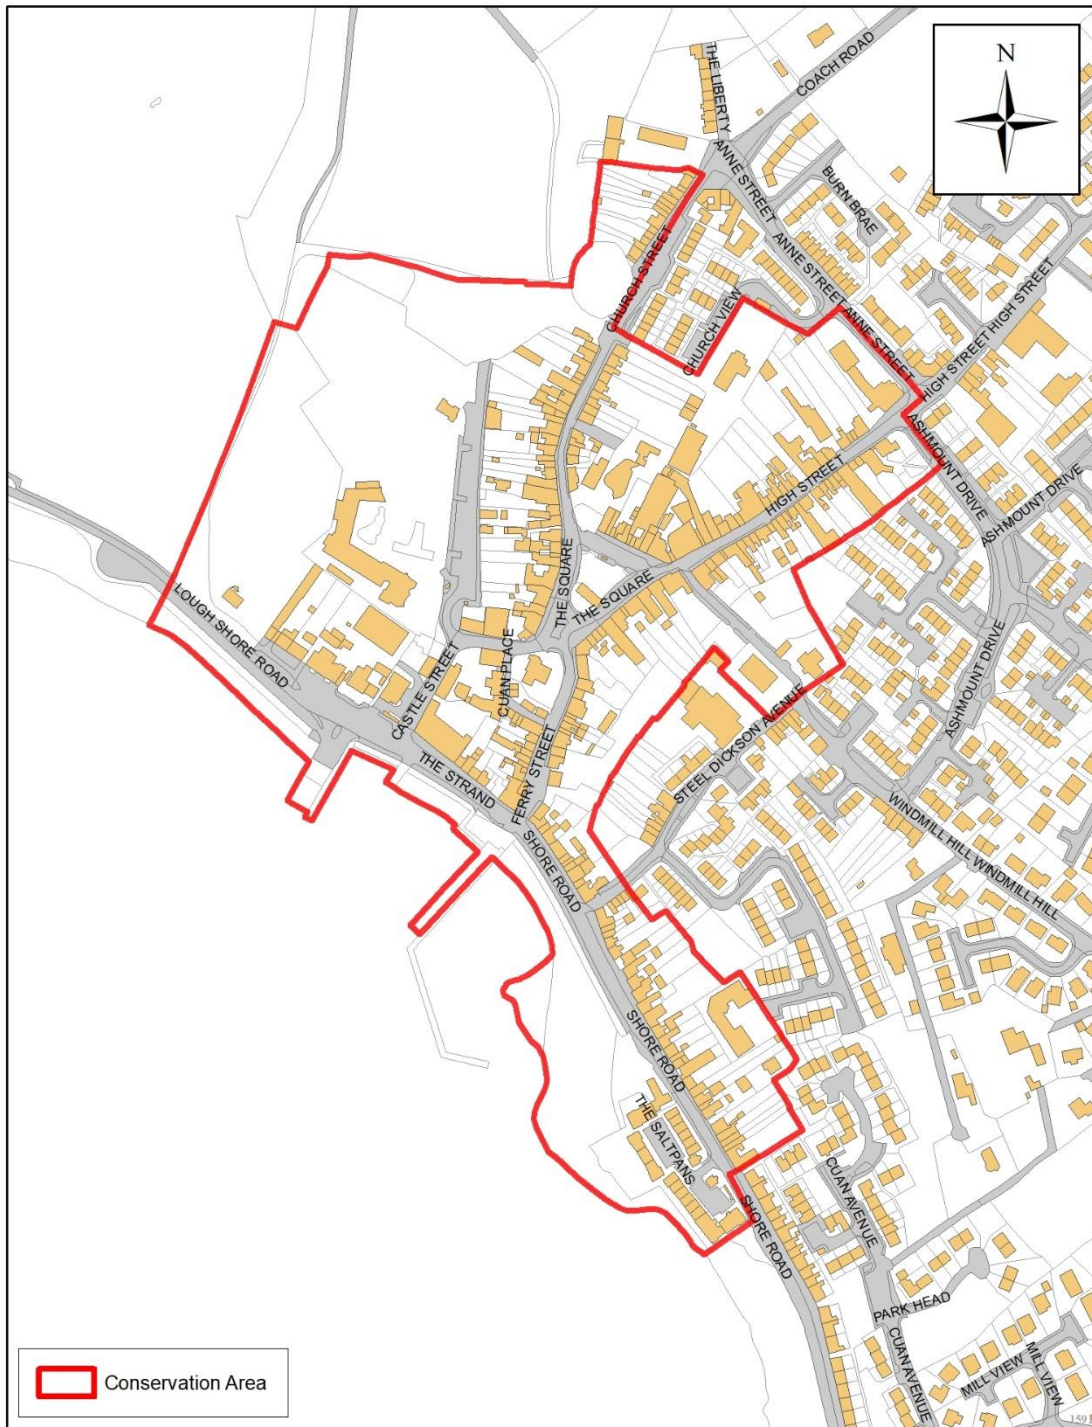 N
THE LIBERTY
COACH ROAD
ANNE STREET
BURN BRAE
ANNE STREET
CHURCH STREET
ANNE STREET
HIGH STREET
HIGH STREET
CHURCH VIEW
ASHMOUNT DRIVE
HIGH STREET
ASHMOUNT DRIVE
THE SQUARE
THE SQUARE
LOUGH SHORE ROAD
CASTLE STREET
CUAN PLACE
ASHMOUNT DRIVE
STEEL DICKSON AVENUE
THE STRAND
FERRY STREET
WINDMILL HILL
WINDMILL HILL
SHORE ROAD
SHORE ROAD
THE SALTPANS
CUAN AVENUE
SHORE ROAD
PARK HEAD
CUAN AVENUE
MILL VIEW
MILL VIEW
Conservation Area